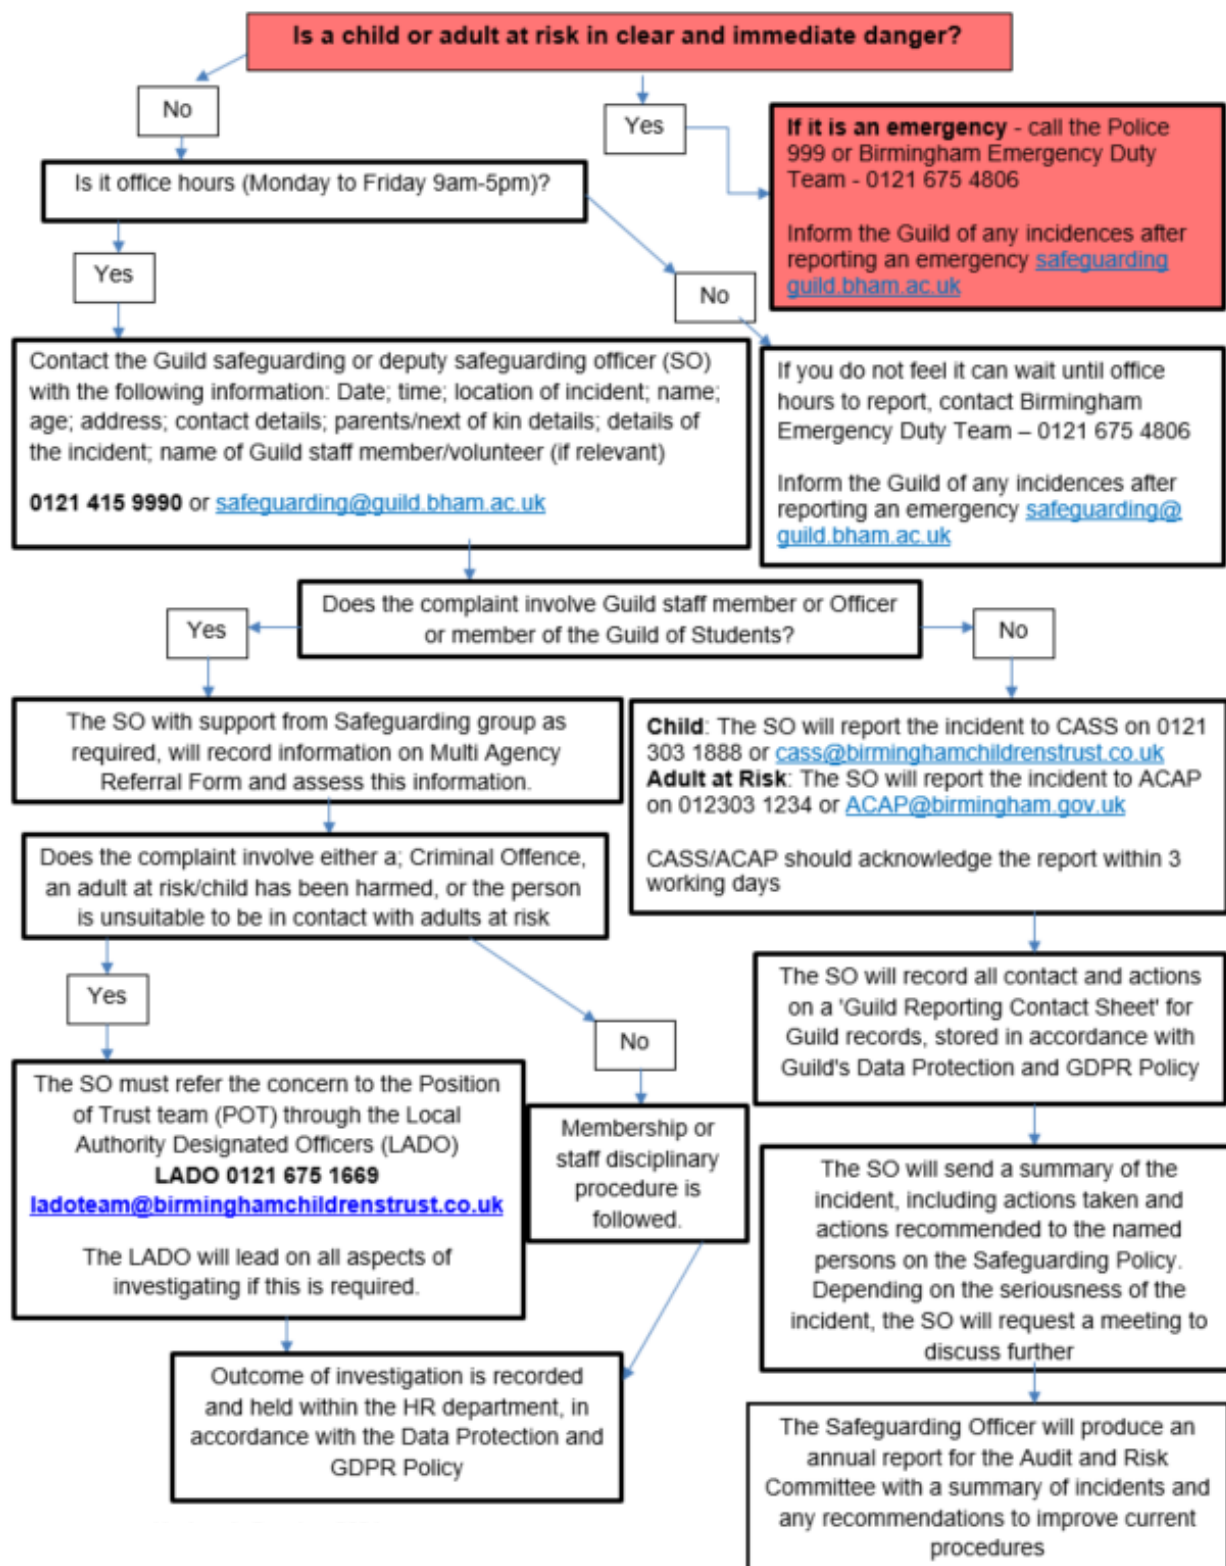 Is a child or adult at risk in clear and immediate danger?
No
Yes
If it is an emergency - call the Police
999 or Birmingham Emergency Duty
Team - 0121 675 4806
Inform the Guild of any incidences after
reporting an emergency safeguarding
guild.bham.ac.uk
Is it office hours (Monday to Friday 9am-5pm)?
Yes
No
Contact the Guild safeguarding or deputy safeguarding officer (SO)
with the following information: Date; time; location of incident; name;
age; address; contact details; parents/next of kin details; details of
the incident; name of Guild staff member/volunteer (if relevant)
0121 415 9990 or safeguarding@guild.bham.ac.uk
If you do not feel it can wait until office
hours to report, contact Birmingham
Emergency Duty Team – 0121 675 4806
Inform the Guild of any incidences after
reporting an emergency safeguarding@
guild.bham.ac.uk
Does the complaint involve Guild staff member or Officer
or member of the Guild of Students?
Yes
No
The SO with support from Safeguarding group as
required, will record information on Multi Agency
Referral Form and assess this information.
Child: The SO will report the incident to CASS on 0121
303 1888 or cass@birminghamchildrenstrust.co.uk
Adult at Risk: The SO will report the incident to ACAP
on 012303 1234 or ACAP@birmingham.gov.uk
CASS/ACAP should acknowledge the report within 3
working days
Does the complaint involve either a; Criminal Offence,
an adult at risk/child has been harmed, or the person
is unsuitable to be in contact with adults at risk
Yes
No
The SO will record all contact and actions
on a 'Guild Reporting Contact Sheet' for
Guild records, stored in accordance with
Guild's Data Protection and GDPR Policy
The SO must refer the concern to the Position
of Trust team (POT) through the Local
Authority Designated Officers (LADO)
LADO 0121 675 1669
ladoteam@birminghamchildrenstrust.co.uk
The LADO will lead on all aspects of
investigating if this is required.
Membership or
staff disciplinary
procedure is
followed.
The SO will send a summary of the
incident, including actions taken and
actions recommended to the named
persons on the Safeguarding Policy.
Depending on the seriousness of the
incident, the SO will request a meeting to
discuss further
Outcome of investigation is recorded
and held within the HR department, in
accordance with the Data Protection and
GDPR Policy
The Safeguarding Officer will produce an
annual report for the Audit and Risk
Committee with a summary of incidents and
any recommendations to improve current
procedures